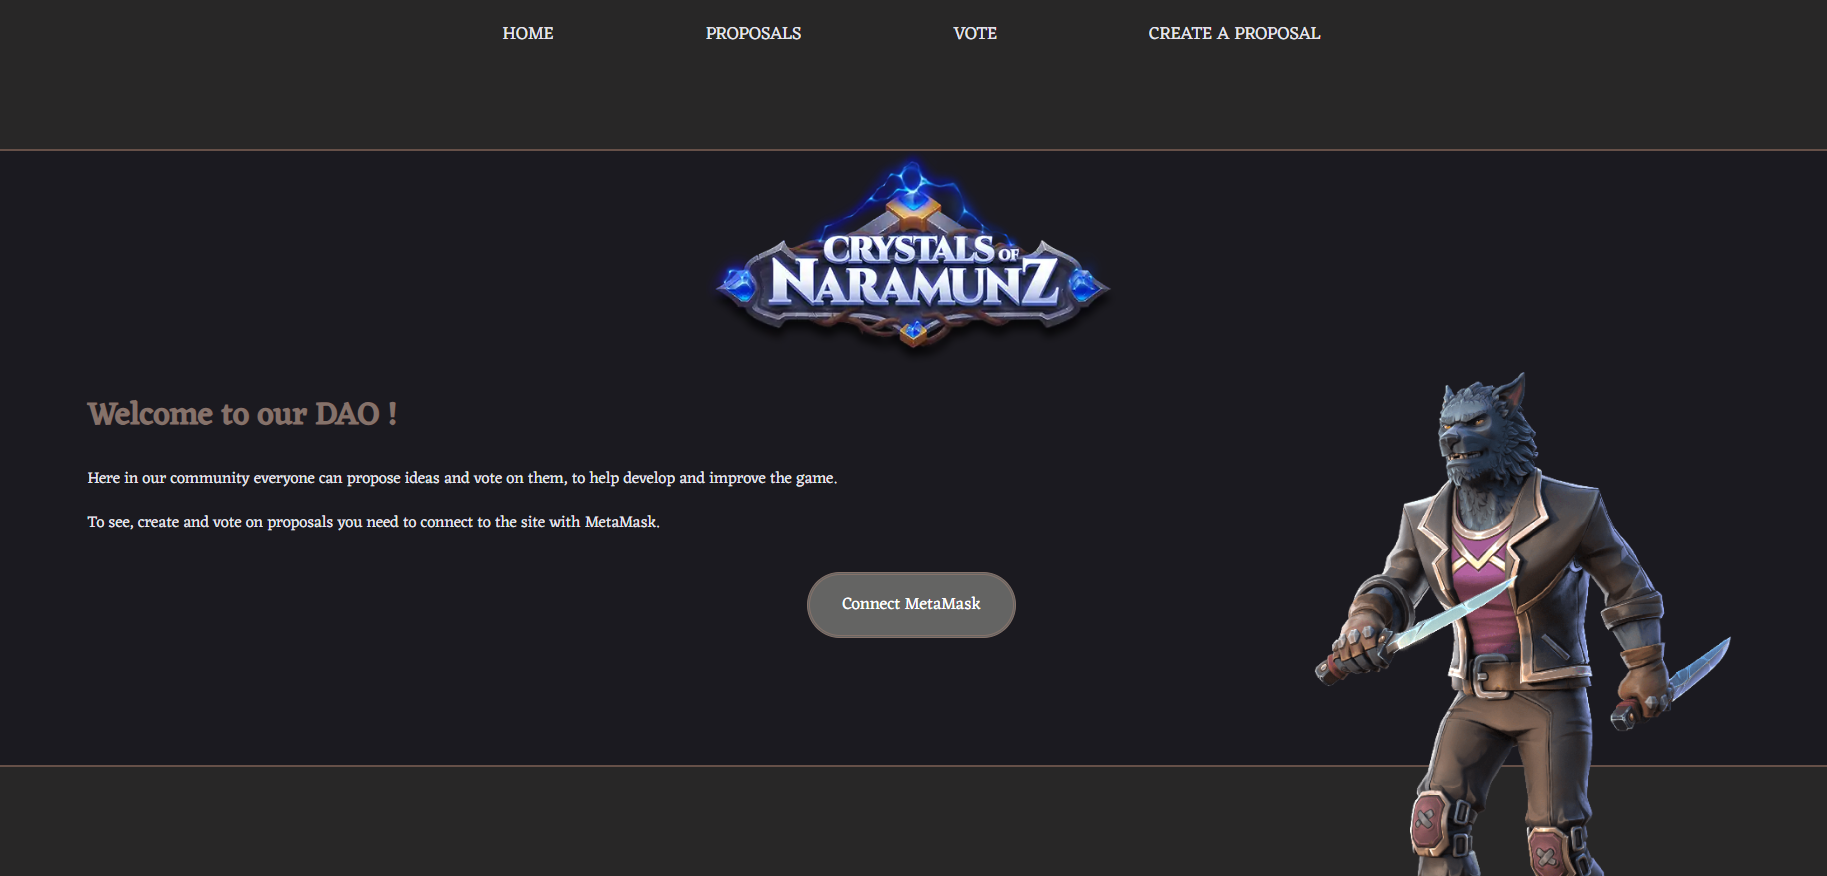 HOME PROPOSALS VOTE CREATE A PROPOSAL
CRYSTALS OF
NARAMUNZ
Welcome to our DAO !
Here in our community everyone can propose ideas and vote on them, to help develop and improve the game.
To see, create and vote on proposals you need to connect to the site with MetaMask.
Connect MetaMask